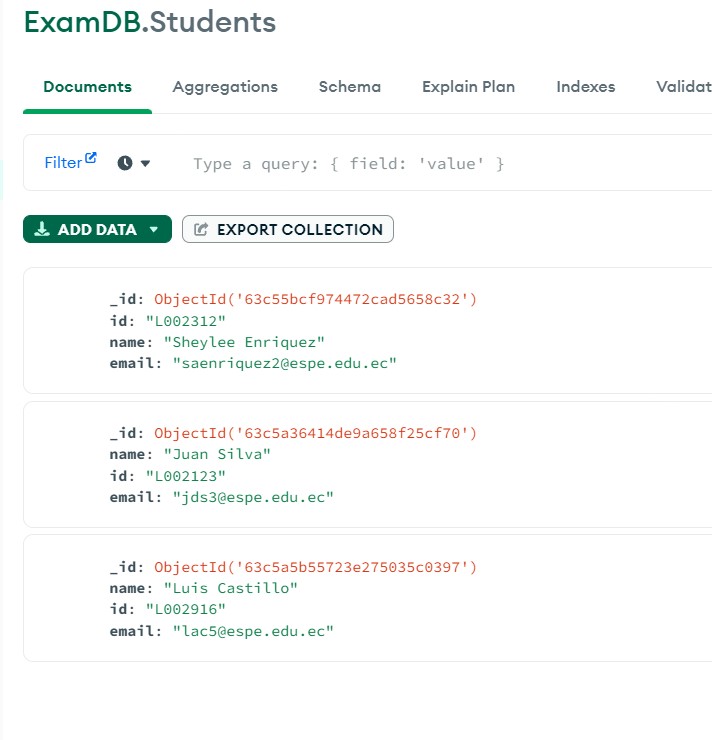 ExamDB.Students
Documents Aggregations Schema Explain Plan Indexes Validat
Filter Type a query: { field: 'value' }
ADD DATA EXPORT COLLECTION
_id: ObjectId('63c55bcf974472cad5658c32')
id: "L002312"
name: "Sheylee Enriquez"
email: "saenriquez2@espe.edu.ec"
_id: ObjectId('63c5a36414de9a658f25cf70')
name: "Juan Silva"
id: "L002123"
email: "jds3@espe.edu.ec"
_id: ObjectId('63c5a5b55723e275035c0397')
name: "Luis Castillo"
id: "L002916"
email: "lac5@espe.edu.ec"